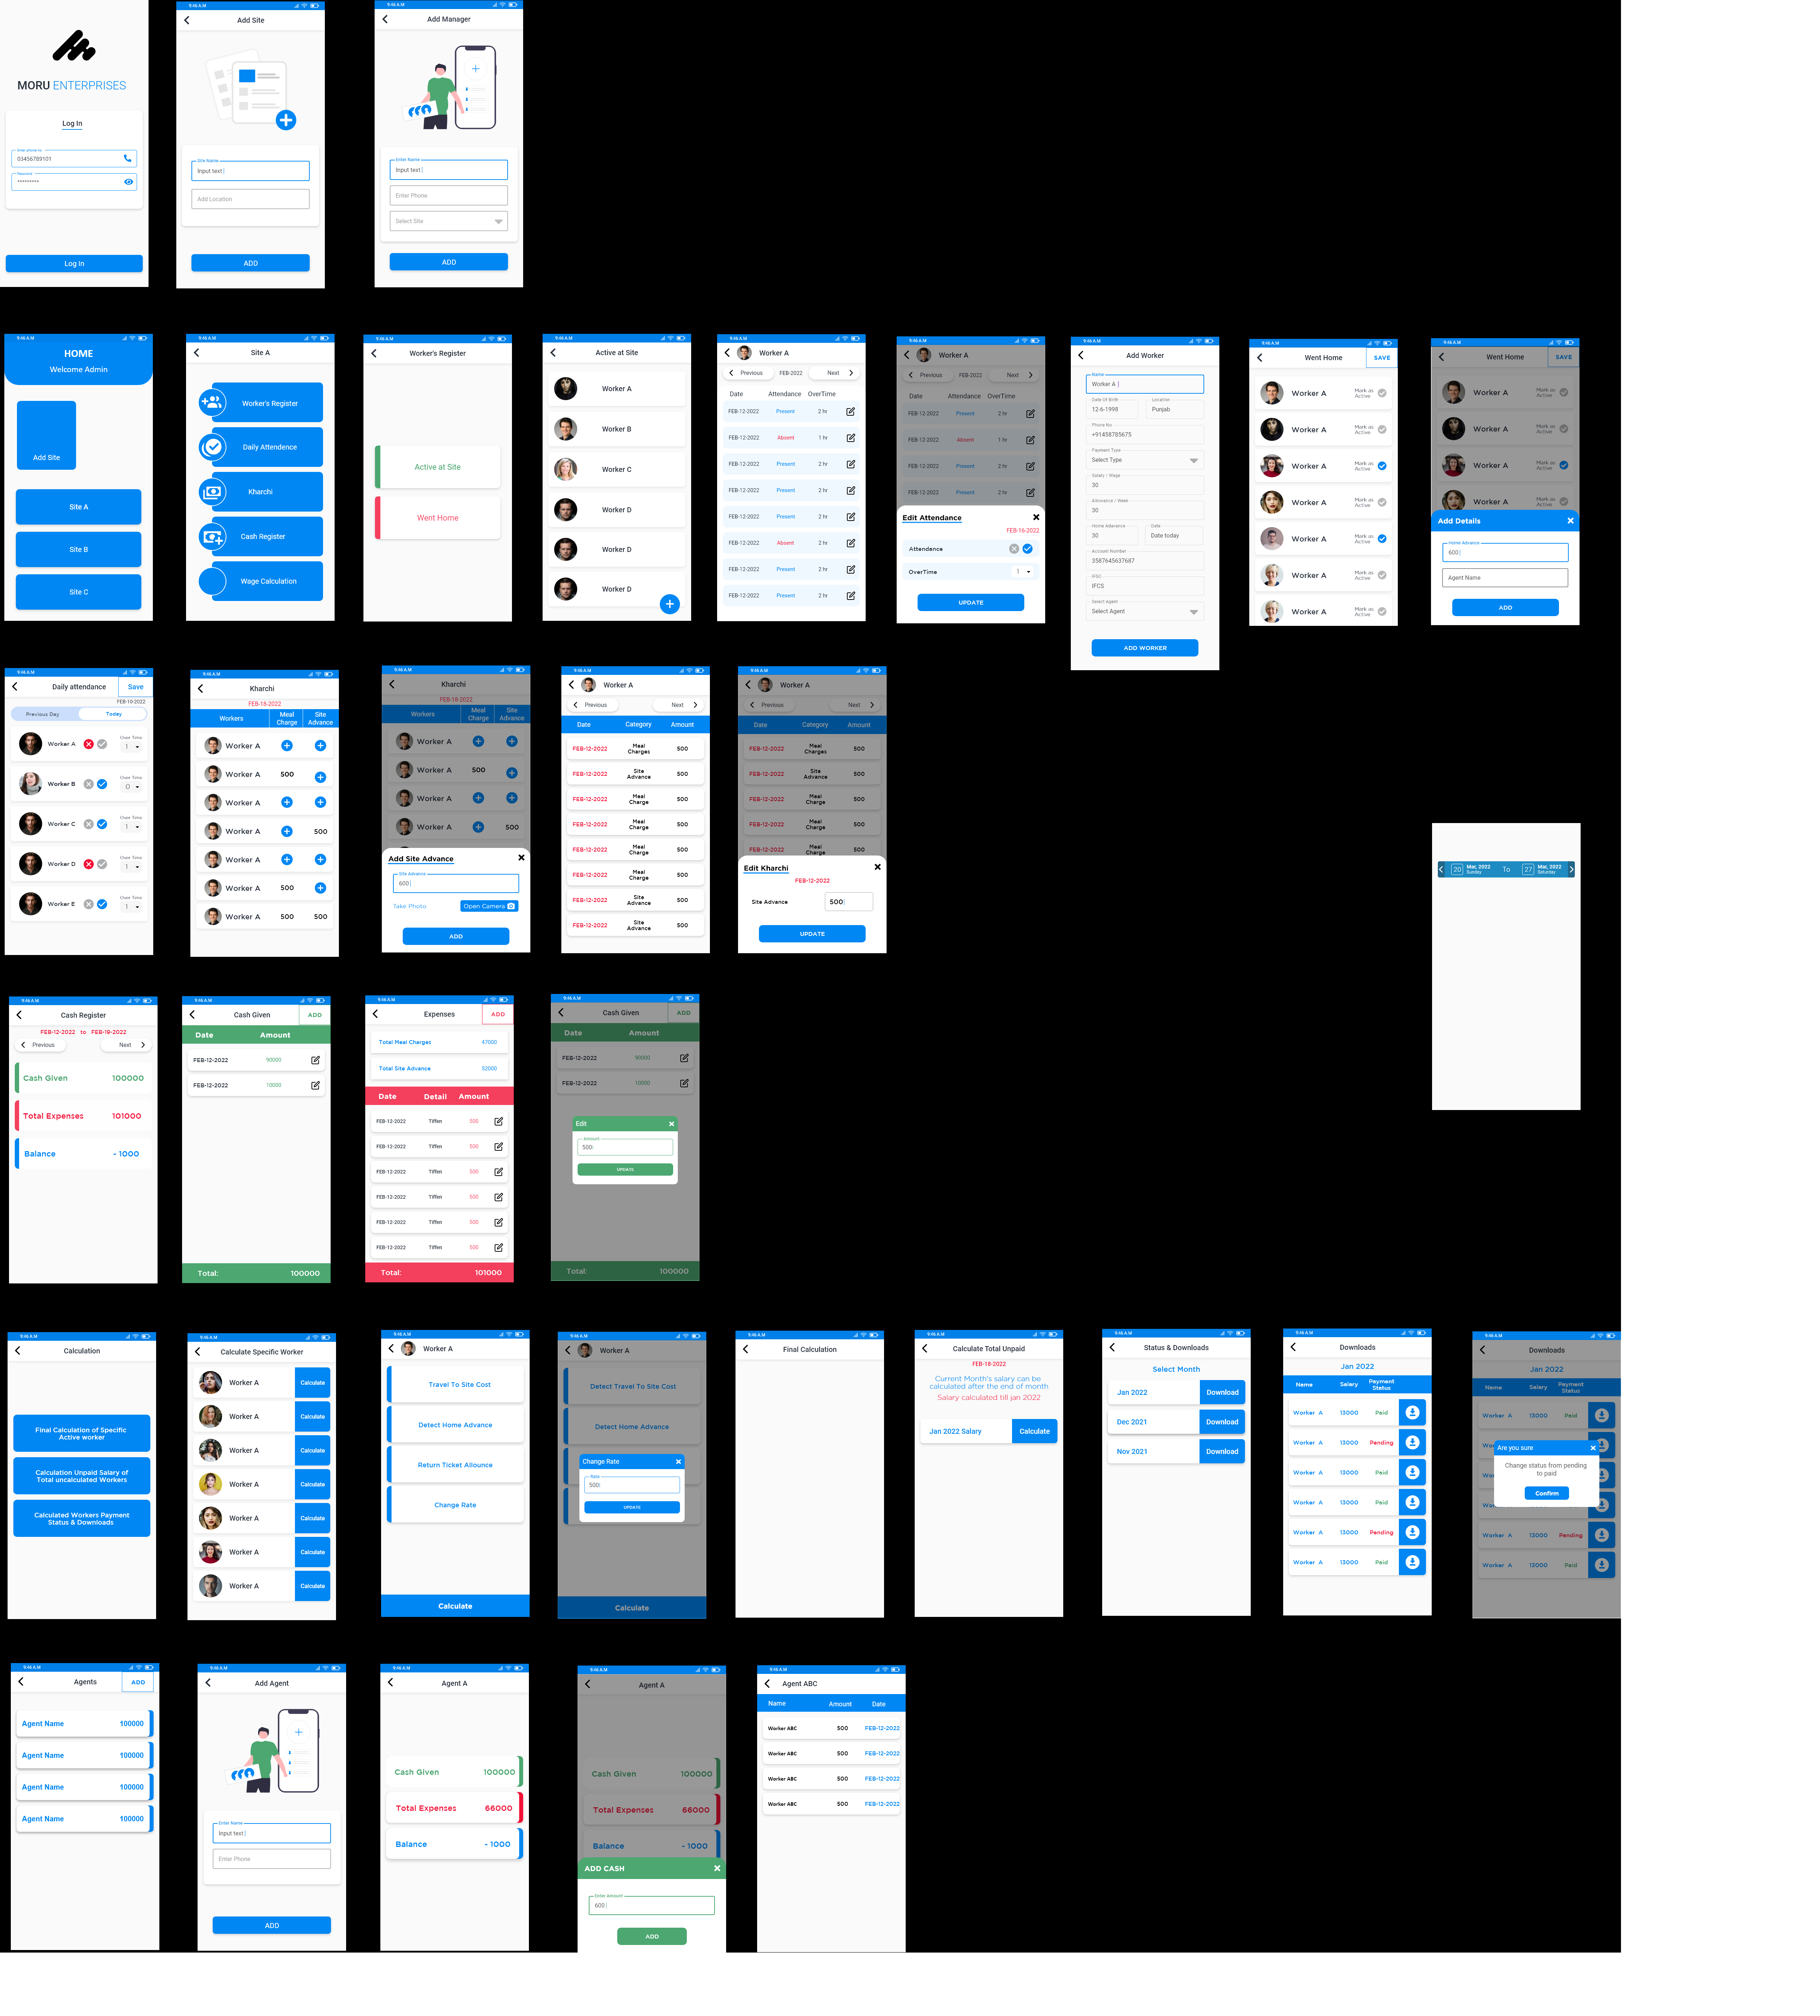 MORU ENTERPRISES
Log In
Enter phone no
03456789101
Password
*********
Log In
9:46 A.M
Add Site
Site Name
Input text
Add Location
ADD
9:46 A.M
Add Manager
Enter Name
Input text
Enter Phone
Select Site
ADD
9:46 A.M
HOME
Welcome Admin
Add Site
Site A
Site B
Site C
9:46 A.M
Site A
Worker's Register
Daily Attendence
Kharchi
Cash Register
Wage Calculation
9:46 A.M
Worker's Register
Active at Site
Went Home
9:46 A.M
Active at Site
Worker A
Worker B
Worker C
Worker D
Worker D
Worker D
9:46 A.M
Worker A
Previous FEB-2022 Next
Date Attendance OverTime
FEB-12-2022 Present 2 hr
FEB-12-2022 Absent 1 hr
FEB-12-2022 Present 2 hr
FEB-12-2022 Present 2 hr
FEB-12-2022 Present 2 hr
FEB-12-2022 Absent 2 hr
FEB-12-2022 Present 2 hr
FEB-12-2022 Present 2 hr
9:46 A.M
Worker A
Previous FEB-2022 Next
Date Attendance OverTime
FEB-12-2022 Present 2 hr
FEB-12-2022 Absent 1 hr
FEB-12-2022 Present 2 hr
FEB-12-2022 Present 2 hr
Edit Attendance
FEB-16-2022
Attendance
OverTime 1
UPDATE
9:46 A.M
Add Worker
Name
Worker A
Date Of Birth Location
12-6-1998 Punjab
Phone No
+91458785675
Payment Type
Select Type
Salaty / Wage
30
Allowance / Week
30
Home Adavance Date
30 Date today
Account Number
3587645637687
IFSC
IFCS
Select Agent
Select Agent
ADD WORKER
9:46 A.M
Went Home SAVE
Worker A Mark as Active
Worker A Mark as Active
Worker A Mark as Active
Worker A Mark as Active
Worker A Mark as Active
Worker A Mark as Active
Worker A Mark as Active
9:46 A.M
Went Home SAVE
Worker A Mark as Active
Worker A Mark as Active
Worker A Mark as Active
Worker A Mark as Active
Add Details
Home Advance
600
Agent Name
ADD
9:46 A.M
Daily attendance Save
FEB-10-2022
Previous Day Today
Worker A Over Time 1
Worker B Over Time 0
Worker C Over Time 1
Worker D Over Time 1
Worker E Over Time 1
9:46 A.M
Kharchi
FEB-18-2022
Workers Meal Charge Site Advance
Worker A
Worker A 500
Worker A
Worker A 500
Worker A
Worker A 500
Worker A 500 500
9:46 A.M
Kharchi
FEB-18-2022
Workers Meal Charge Site Advance
Worker A
Worker A 500
Worker A
Worker A 500
Add Site Advance
Site Advance
600
Take Photo Open Camera
ADD
9:46 A.M
Worker A
Previous Next
Date Category Amount
FEB-12-2022 Meal Charges 500
FEB-12-2022 Site Advance 500
FEB-12-2022 Meal Charge 500
FEB-12-2022 Meal Charge 500
FEB-12-2022 Meal Charge 500
FEB-12-2022 Meal Charge 500
FEB-12-2022 Site Advance 500
FEB-12-2022 Site Advance 500
9:46 A.M
Worker A
Previous Next
Date Category Amount
FEB-12-2022 Meal Charges 500
FEB-12-2022 Site Advance 500
FEB-12-2022 Meal Charge 500
FEB-12-2022 Meal Charge 500
FEB-12-2022 Meal 500
Edit Kharchi
FEB-12-2022
Site Advance 500
UPDATE
20 Mar, 2022 Sunday To 27 Mar, 2022 Saturday
9:46 A.M
Cash Register
FEB-12-2022 to FEB-19-2022
Previous Next
Cash Given 100000
Total Expenses 101000
Balance - 1000
9:46 A.M
Cash Given ADD
Date Amount
FEB-12-2022 90000
FEB-12-2022 10000
Total: 100000
9:46 A.M
Expenses ADD
Total Meal Charges 47000
Total Site Advance 52000
Date Detail Amount
FEB-12-2022 Tiffen 500
FEB-12-2022 Tiffen 500
FEB-12-2022 Tiffen 500
FEB-12-2022 Tiffen 500
FEB-12-2022 Tiffen 500
FEB-12-2022 Tiffen 500
Total: 101000
9:46 A.M
Cash Given ADD
Date Amount
FEB-12-2022 90000
FEB-12-2022 10000
Edit
Amount
500
UPDATE
Total: 100000
9:46 A.M
Calculation
Final Calculation of Specific
Active worker
Calculation Unpaid Salary of
Total uncalculated Workers
Calculated Workers Payment
Status & Downloads
9:46 A.M
Calculate Specific Worker
Worker A Calculate
Worker A Calculate
Worker A Calculate
Worker A Calculate
Worker A Calculate
Worker A Calculate
Worker A Calculate
9:46 A.M
Worker A
Travel To Site Cost
Detect Home Advance
Return Ticket Allounce
Change Rate
Calculate
9:46 A.M
Worker A
Detect Travel To Site Cost
Detect Home Advance
Change Rate
Rate
500
UPDATE
Calculate
9:46 A.M
Final Calculation
9:46 A.M
Calculate Total Unpaid
FEB-18-2022
Current Month's salary can be
calculated after the end of month
Salary calculated till jan 2022
Jan 2022 Salary Calculate
9:46 A.M
Status & Downloads
Select Month
Jan 2022 Download
Dec 2021 Download
Nov 2021 Download
9:46 A.M
Downloads
Jan 2022
Name Salary Payment Status
Worker A 13000 Paid
Worker A 13000 Pending
Worker A 13000 Paid
Worker A 13000 Paid
Worker A 13000 Pending
Worker A 13000 Paid
9:46 A.M
Downloads
Jan 2022
Name Salary Payment Status
Worker A 13000 Paid
Are you sure
Change status from pending
to paid
Confirm
Worker A 13000 Pending
Worker A 13000 Paid
9:46 A.M
Agents ADD
Agent Name 100000
Agent Name 100000
Agent Name 100000
Agent Name 100000
9:46 A.M
Add Agent
Enter Name
Input text
Enter Phone
ADD
9:46 A.M
Agent A
Cash Given 100000
Total Expenses 66000
Balance - 1000
9:46 A.M
Agent A
Cash Given 100000
Total Expenses 66000
Balance - 1000
ADD CASH
Enter Amount
600
ADD
9:46 A.M
Agent ABC
Name Amount Date
Worker ABC 500 FEB-12-2022
Worker ABC 500 FEB-12-2022
Worker ABC 500 FEB-12-2022
Worker ABC 500 FEB-12-2022